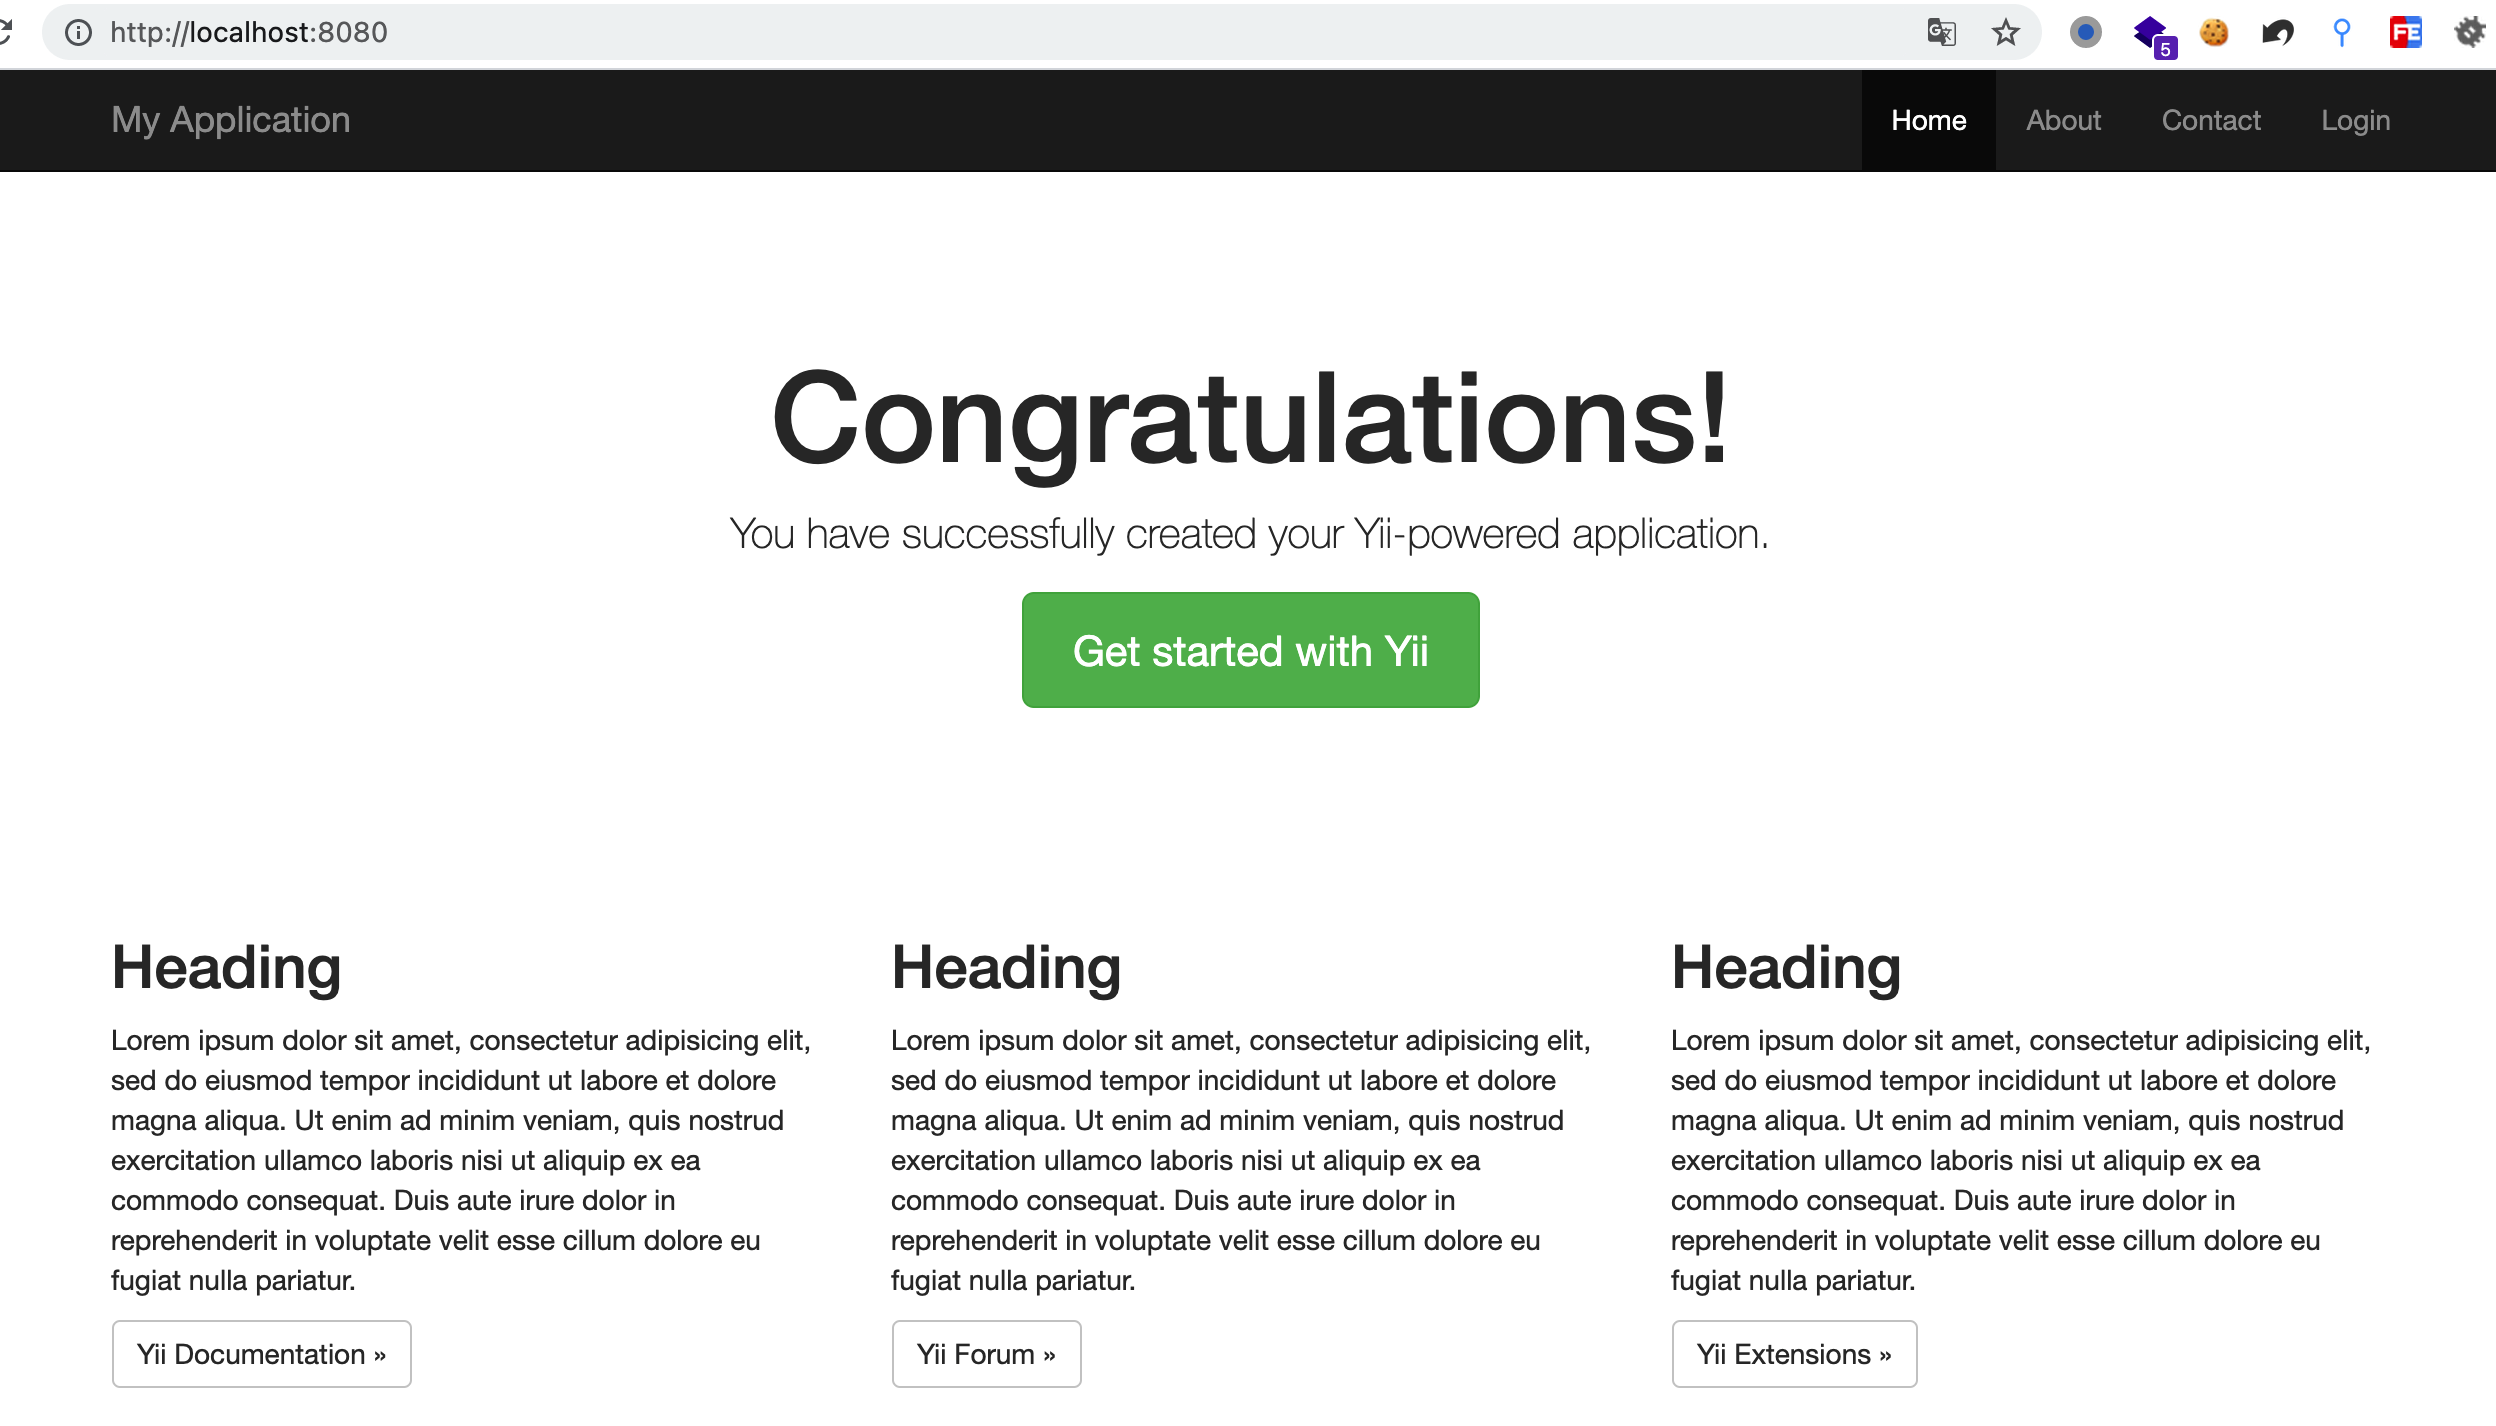 http://localhost:8080
5
FE
My Application
Home
About
Contact
Login
Congratulations!
You have successfully created your Yii-powered application.
Get started with Yii
Heading
Lorem ipsum dolor sit amet, consectetur adipisicing elit,
sed do eiusmod tempor incididunt ut labore et dolore
magna aliqua. Ut enim ad minim veniam, quis nostrud
exercitation ullamco laboris nisi ut aliquip ex ea
commodo consequat. Duis aute irure dolor in
reprehenderit in voluptate velit esse cillum dolore eu
fugiat nulla pariatur.
Yii Documentation »
Heading
Lorem ipsum dolor sit amet, consectetur adipisicing elit,
sed do eiusmod tempor incididunt ut labore et dolore
magna aliqua. Ut enim ad minim veniam, quis nostrud
exercitation ullamco laboris nisi ut aliquip ex ea
commodo consequat. Duis aute irure dolor in
reprehenderit in voluptate velit esse cillum dolore eu
fugiat nulla pariatur.
Yii Forum »
Heading
Lorem ipsum dolor sit amet, consectetur adipisicing elit,
sed do eiusmod tempor incididunt ut labore et dolore
magna aliqua. Ut enim ad minim veniam, quis nostrud
exercitation ullamco laboris nisi ut aliquip ex ea
commodo consequat. Duis aute irure dolor in
reprehenderit in voluptate velit esse cillum dolore eu
fugiat nulla pariatur.
Yii Extensions »